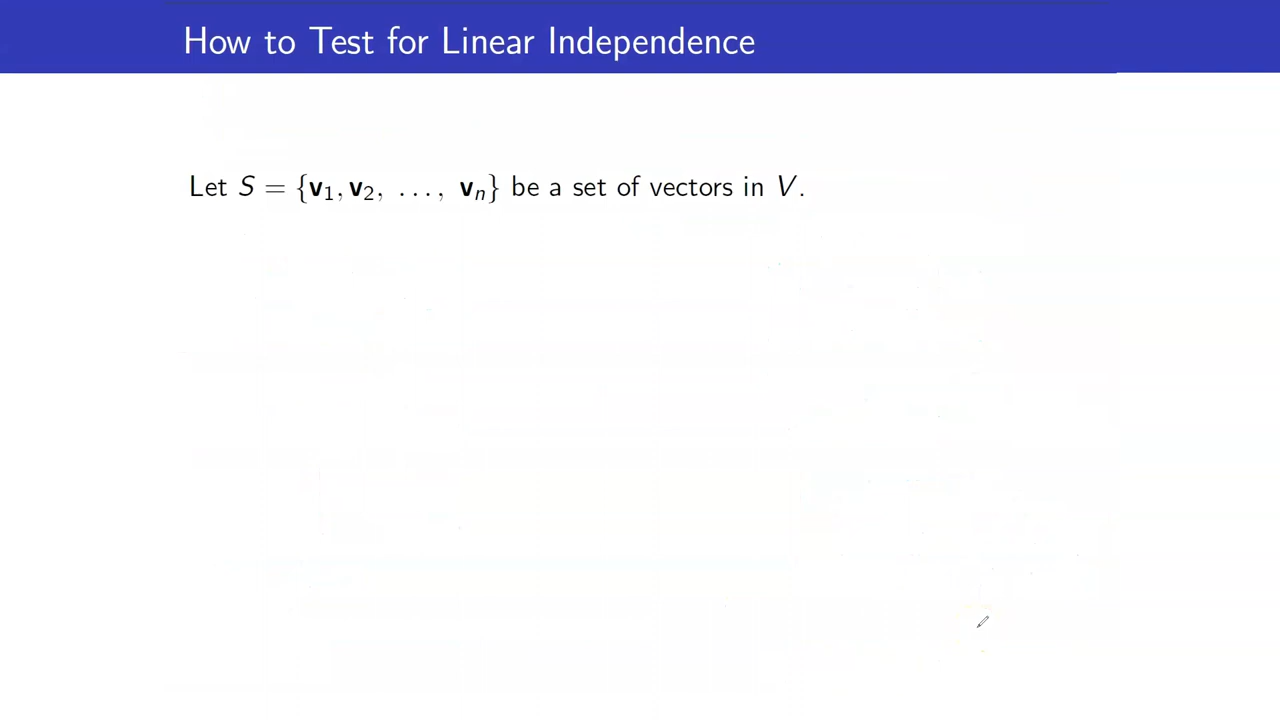 How to Test for Linear Independence
Let S = {v₁, v₂, ..., vₙ} be a set of vectors in V.